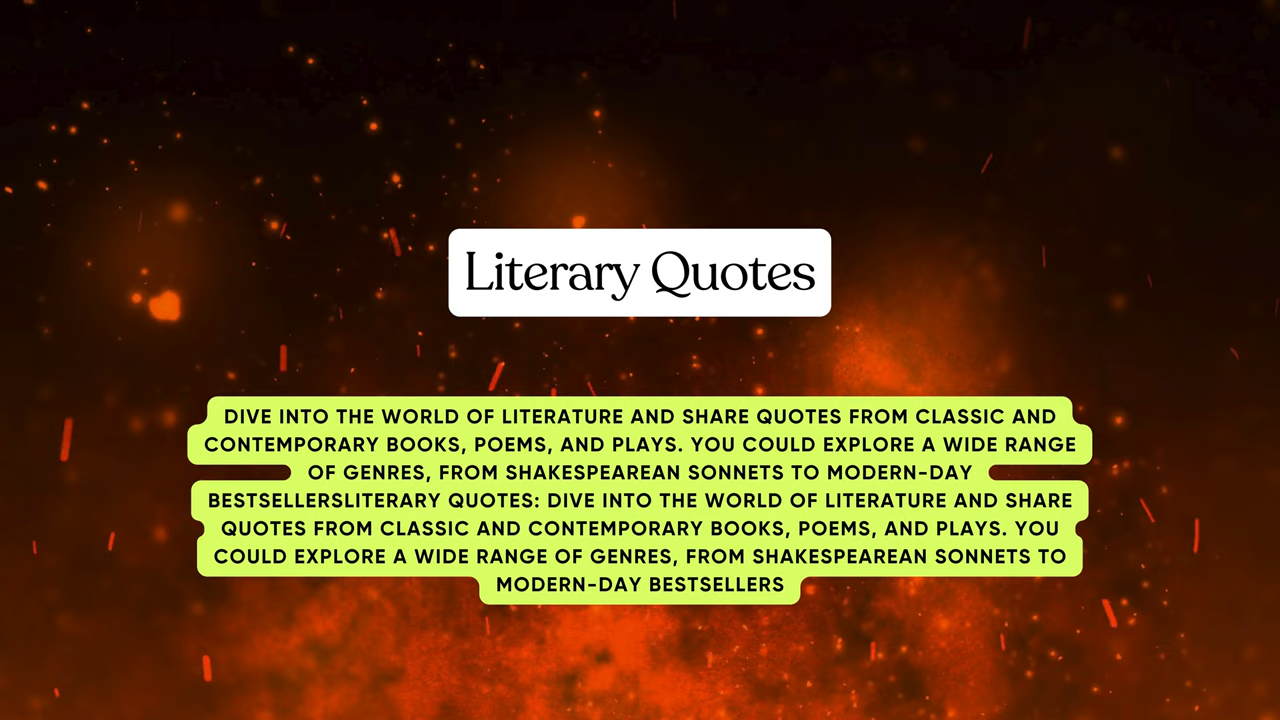 Literary Quotes
DIVE INTO THE WORLD OF LITERATURE AND SHARE QUOTES FROM CLASSIC AND
CONTEMPORARY BOOKS, POEMS, AND PLAYS. YOU COULD EXPLORE A WIDE RANGE
OF GENRES, FROM SHAKESPEAREAN SONNETS TO MODERN-DAY
BESTSELLERSLITERARY QUOTES: DIVE INTO THE WORLD OF LITERATURE AND SHARE
QUOTES FROM CLASSIC AND CONTEMPORARY BOOKS, POEMS, AND PLAYS. YOU
COULD EXPLORE A WIDE RANGE OF GENRES, FROM SHAKESPEAREAN SONNETS TO
MODERN-DAY BESTSELLERS